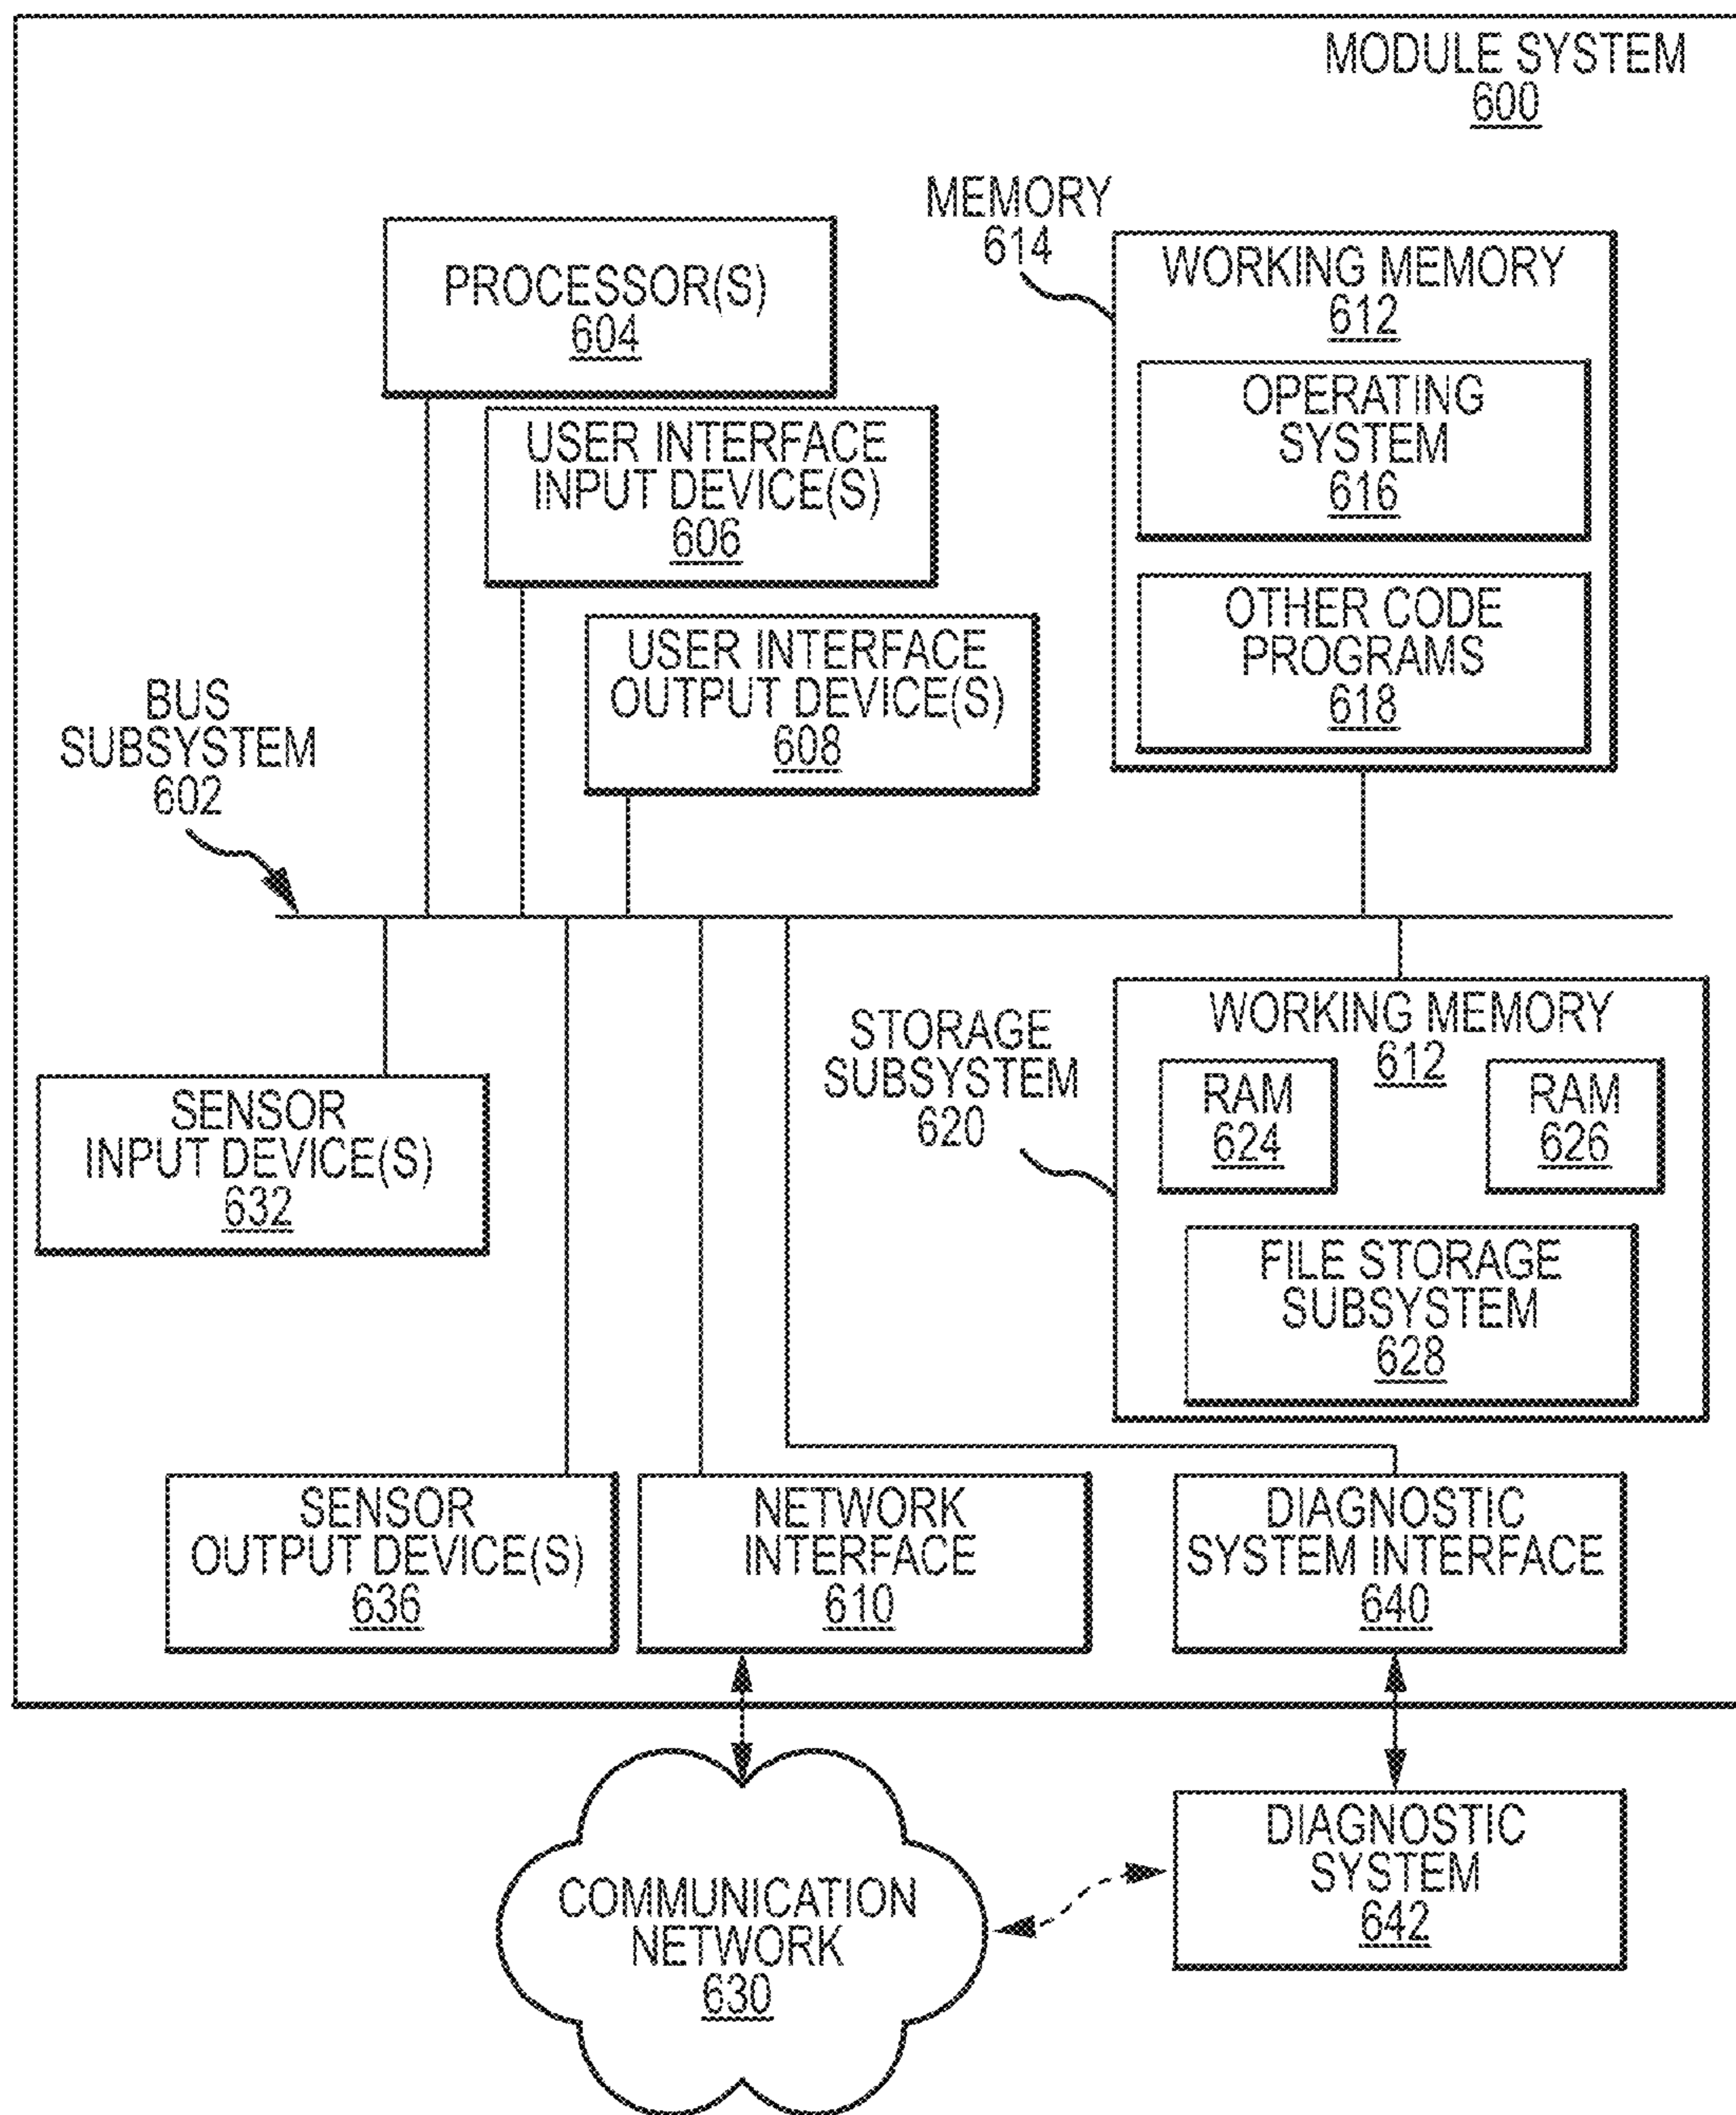 MODULE SYSTEM
600
MEMORY
614
PROCESSOR(S)
604
WORKING MEMORY
612
OPERATING
SYSTEM
616
USER INTERFACE
INPUT DEVICE(S)
606
OTHER CODE
PROGRAMS
618
USER INTERFACE
OUTPUT DEVICE(S)
608
BUS
SUBSYSTEM
602
WORKING MEMORY
612
STORAGE
SUBSYSTEM
620
RAM
624
RAM
626
SENSOR
INPUT DEVICE(S)
632
FILE STORAGE
SUBSYSTEM
628
SENSOR
OUTPUT DEVICE(S)
636
NETWORK
INTERFACE
610
DIAGNOSTIC
SYSTEM INTERFACE
640
COMMUNICATION
NETWORK
630
DIAGNOSTIC
SYSTEM
642